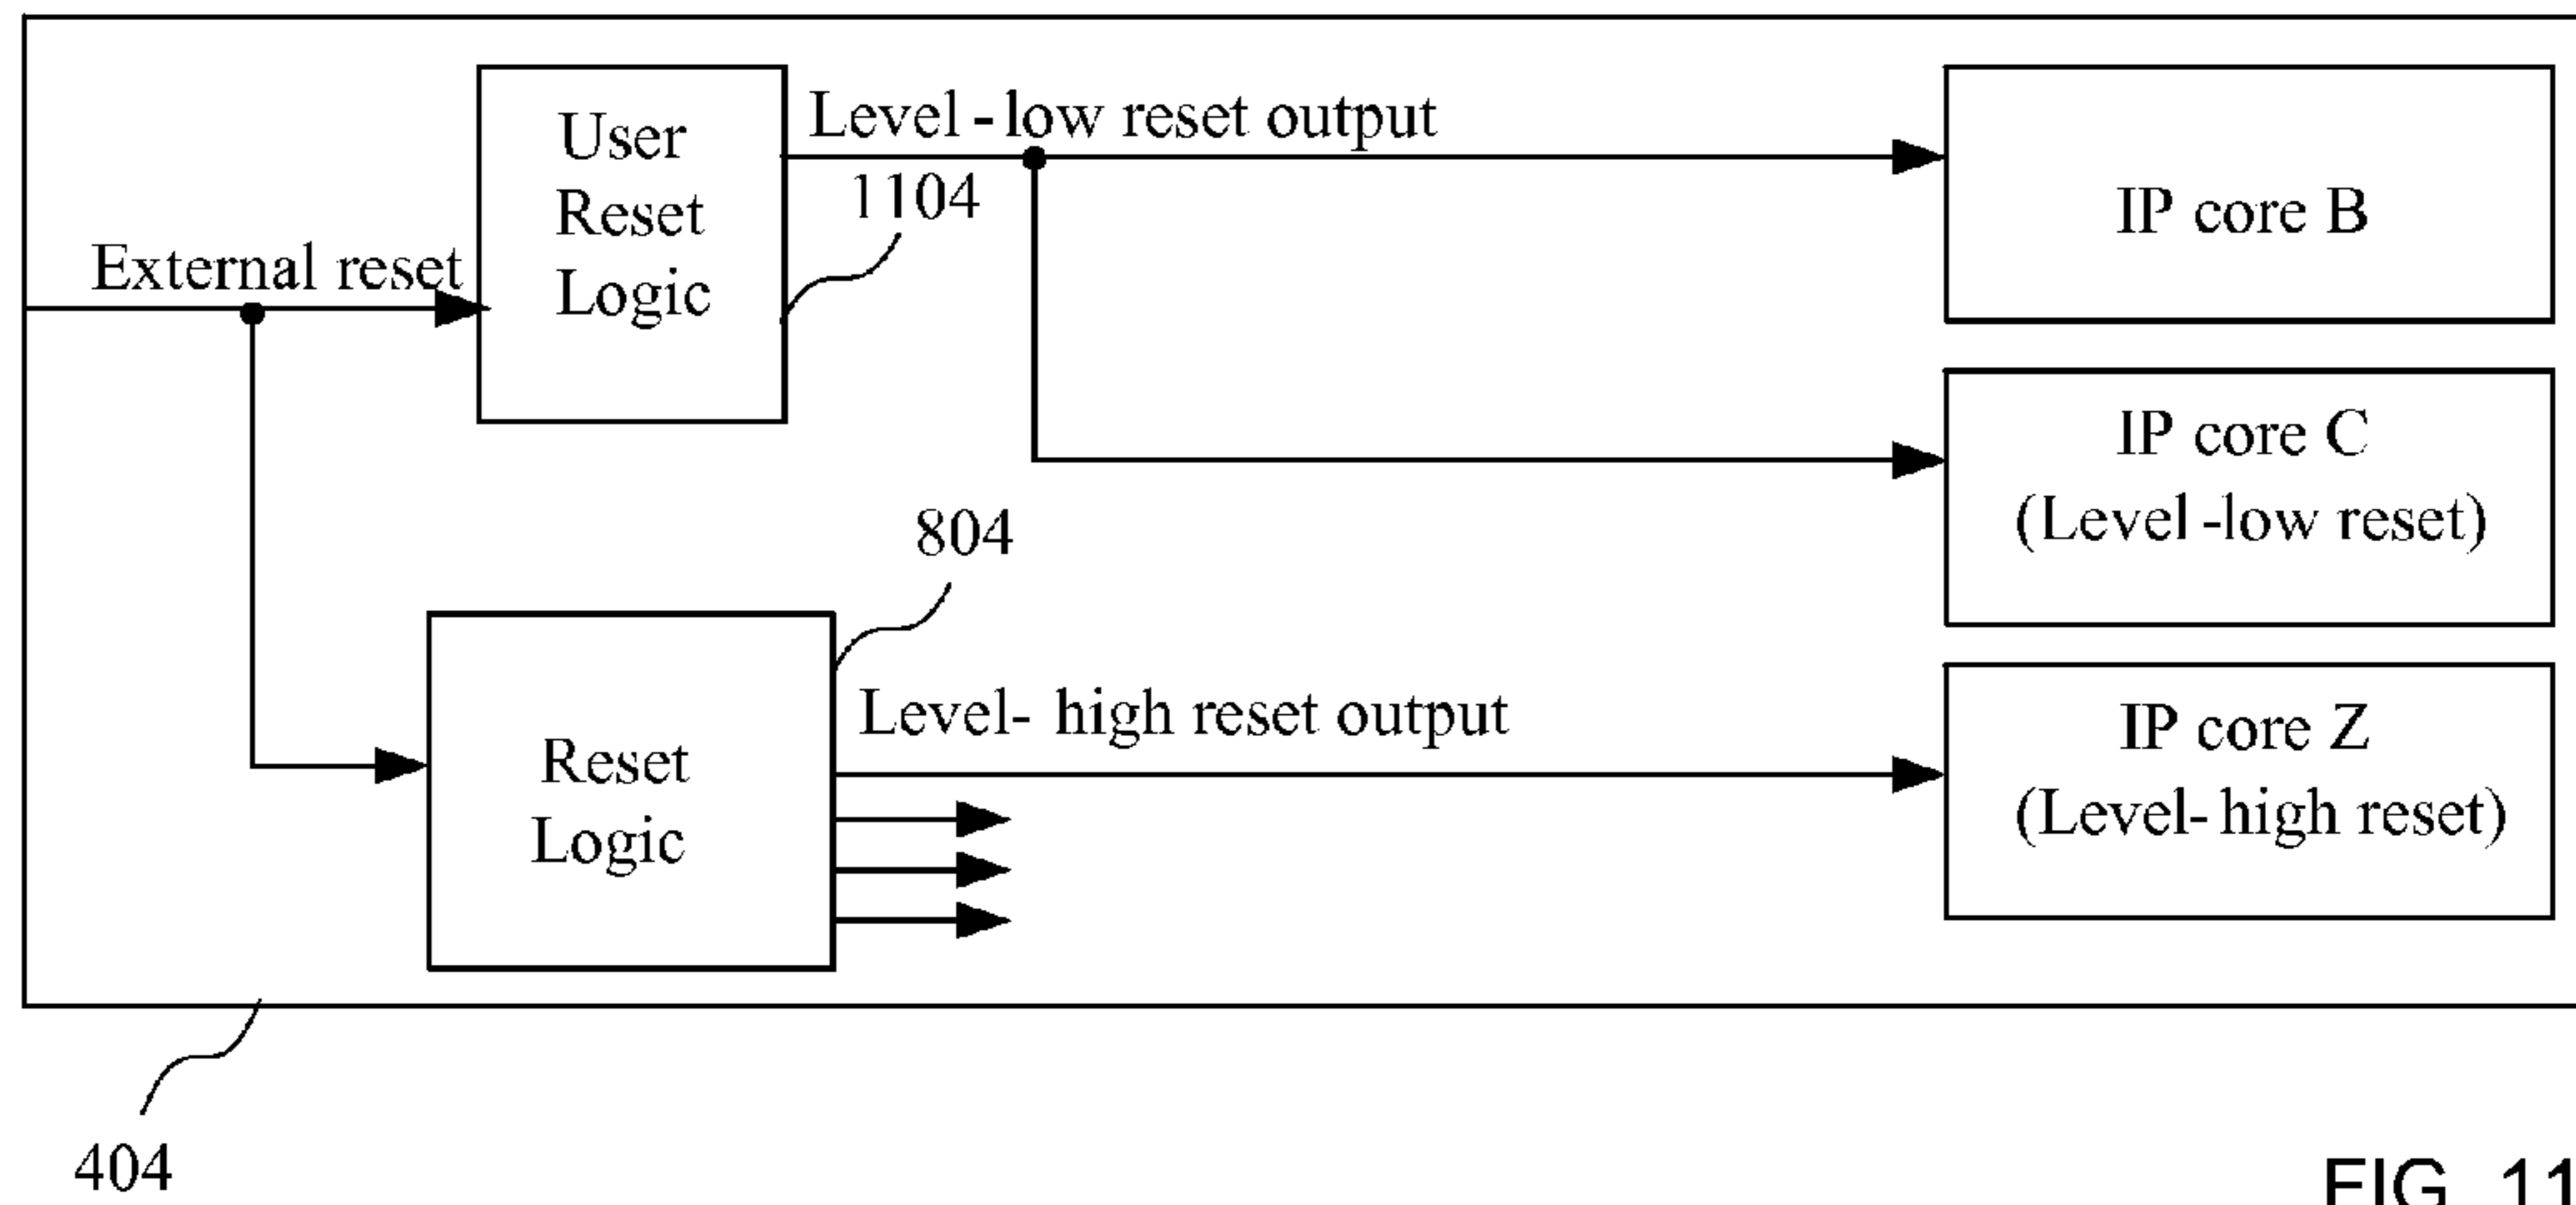 User
Reset
Logic
Level-low reset output
1104
External reset
IP core B
IP core C
(Level-low reset)
804
Reset
Logic
Level- high reset output
IP core Z
(Level-high reset)
404
FIG. 11